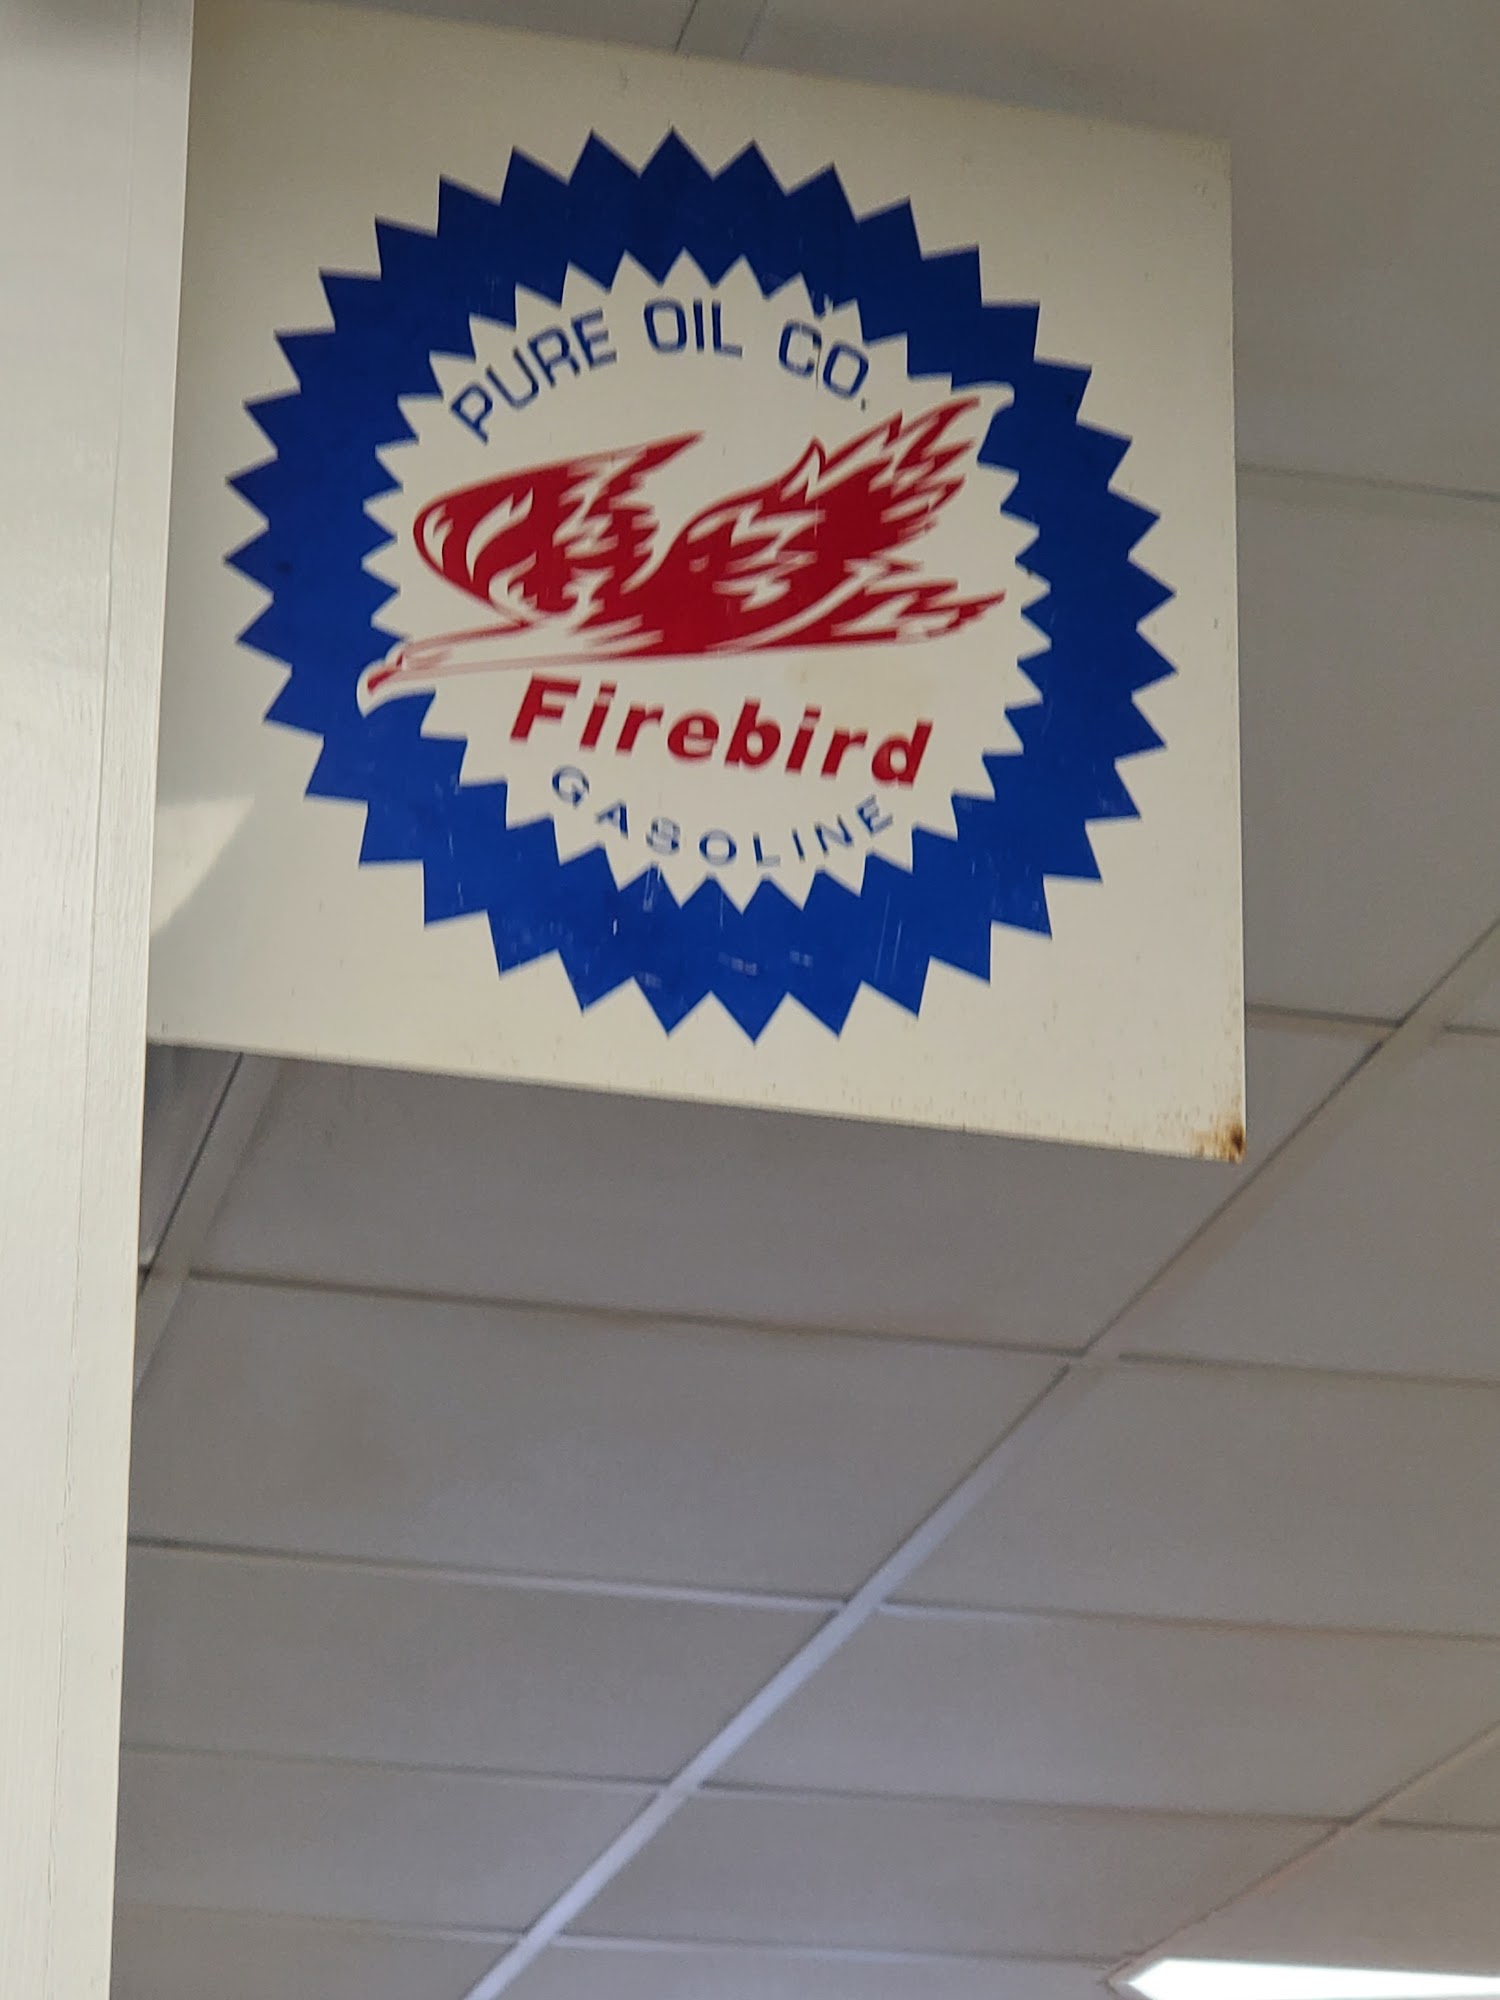 PURE OIL CO.
Firebird
GASOLINE